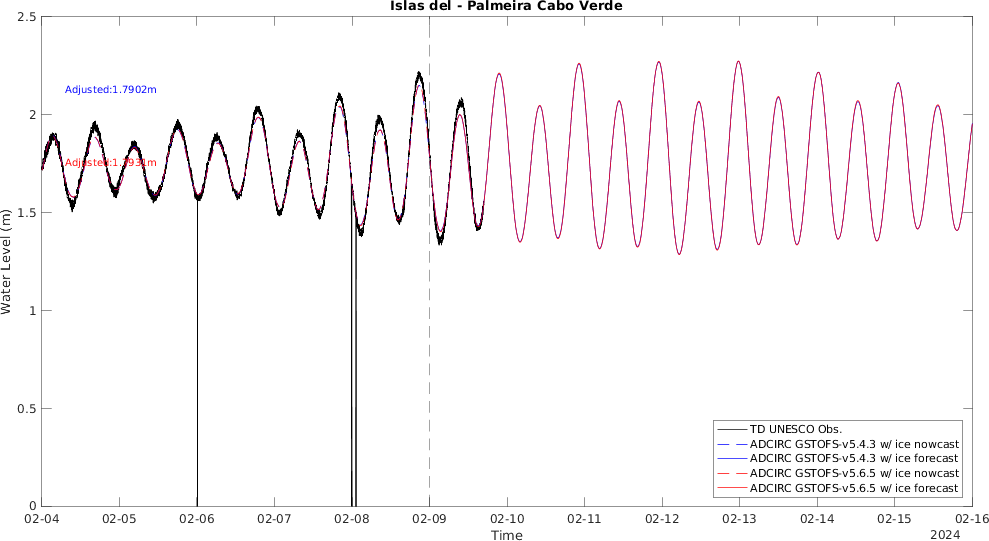 Islas del - Palmeira Cabo Verde
2.5
2
1.5
1
0.5
0
Water Level (m)
Adjusted:1.7902m
Adjusted:1.7931m
TD UNESCO Obs.
ADCIRC GSTOFS-v5.4.3 w/ ice nowcast
ADCIRC GSTOFS-v5.4.3 w/ ice forecast
ADCIRC GSTOFS-v5.6.5 w/ ice nowcast
ADCIRC GSTOFS-v5.6.5 w/ ice forecast
02-04 02-05 02-06 02-07 02-08 02-09 02-10 02-11 02-12 02-13 02-14 02-15 02-16
Time
2024